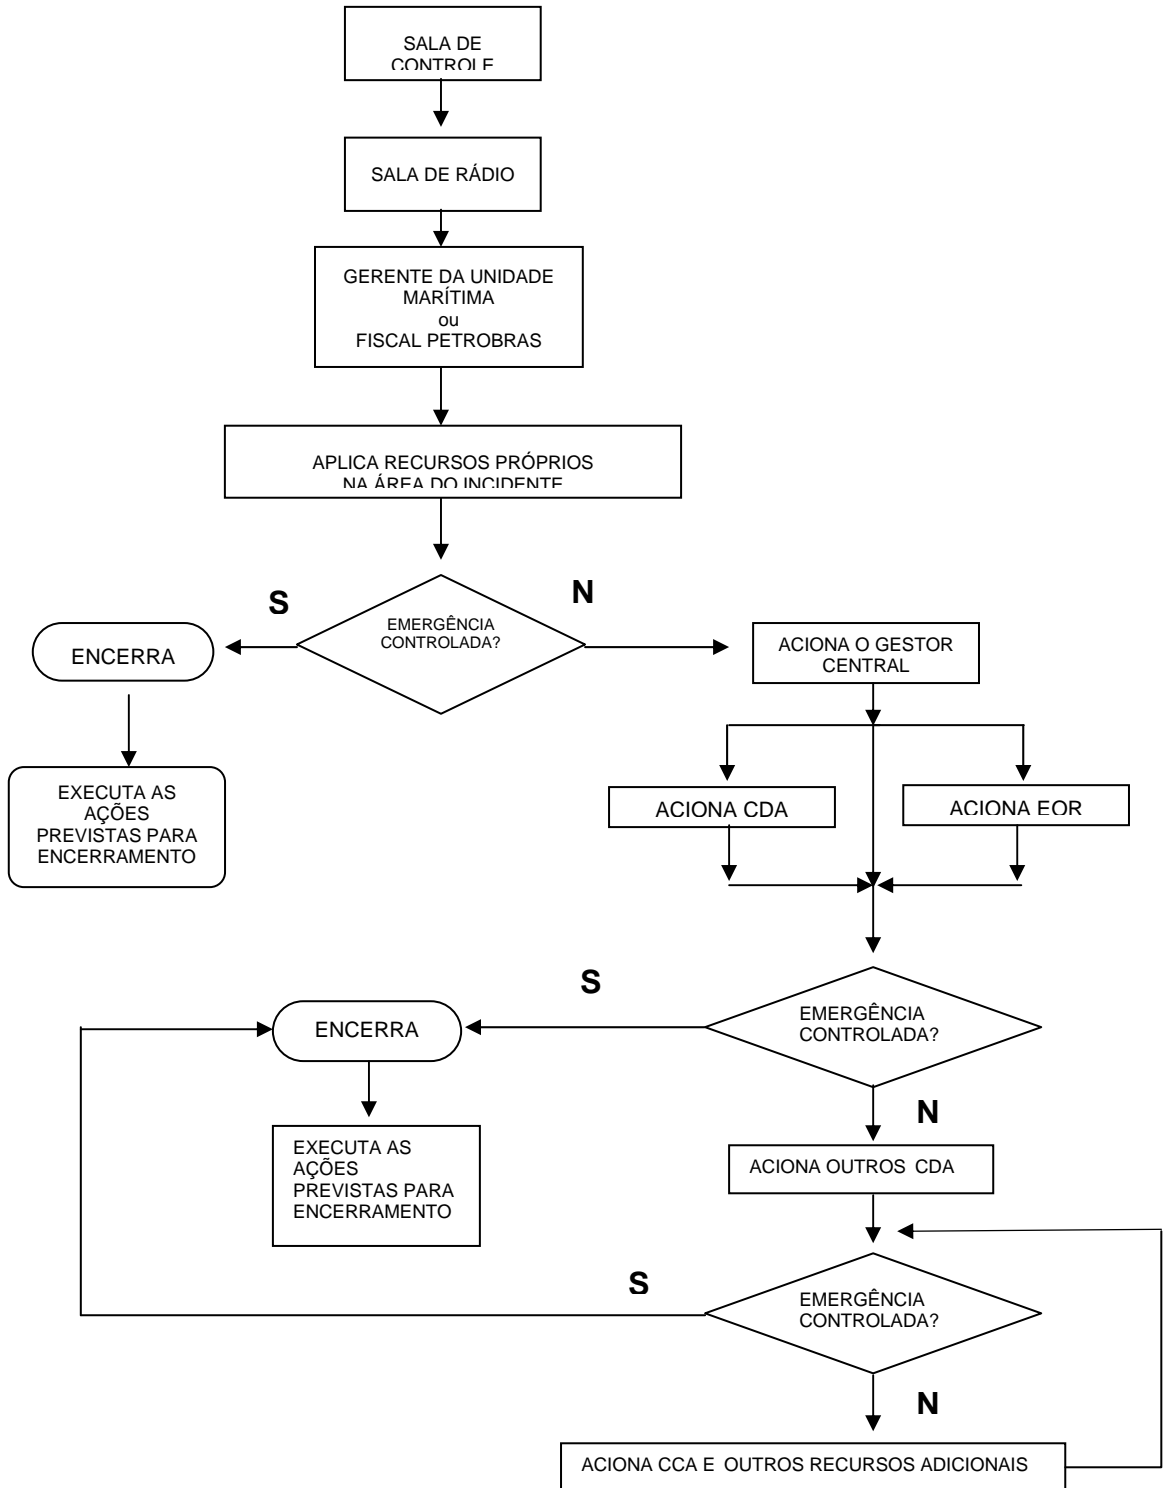 SALA DE
CONTROLE
SALA DE RÁDIO
GERENTE DA UNIDADE
MARÍTIMA
ou
FISCAL PETROBRAS
APLICA RECURSOS PRÓPRIOS
NA ÁREA DO INCIDENTE
S
N
EMERGÊNCIA
CONTROLADA?
ENCERRA
ACIONA O GESTOR
CENTRAL
EXECUTA AS
AÇÕES
PREVISTAS PARA
ENCERRAMENTO
ACIONA CDA
ACIONA EOR
S
EMERGÊNCIA
CONTROLADA?
ENCERRA
N
EXECUTA AS
AÇÕES
PREVISTAS PARA
ENCERRAMENTO
ACIONA OUTROS CDA
S
EMERGÊNCIA
CONTROLADA?
N
ACIONA CCA E OUTROS RECURSOS ADICIONAIS